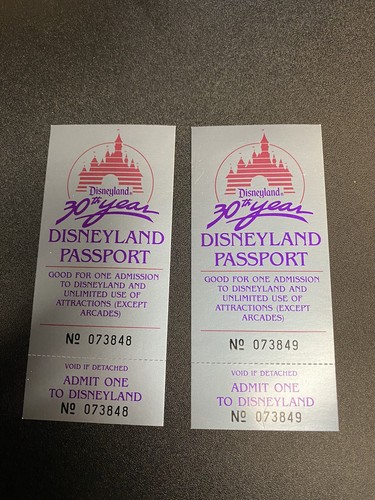 Disneyland®
30th year
DISNEYLAND
PASSPORT
GOOD FOR ONE ADMISSION
TO DISNEYLAND AND
UNLIMITED USE OF
ATTRACTIONS (EXCEPT
ARCADES)
Nº 073848
VOID IF DETACHED
ADMIT ONE
TO DISNEYLAND
Nº 073848
Disneyland®
30th year
DISNEYLAND
PASSPORT
GOOD FOR ONE ADMISSION
TO DISNEYLAND AND
UNLIMITED USE OF
ATTRACTIONS (EXCEPT
ARCADES)
Nº 073849
VOID IF DETACHED
ADMIT ONE
TO DISNEYLAND
Nº 073849